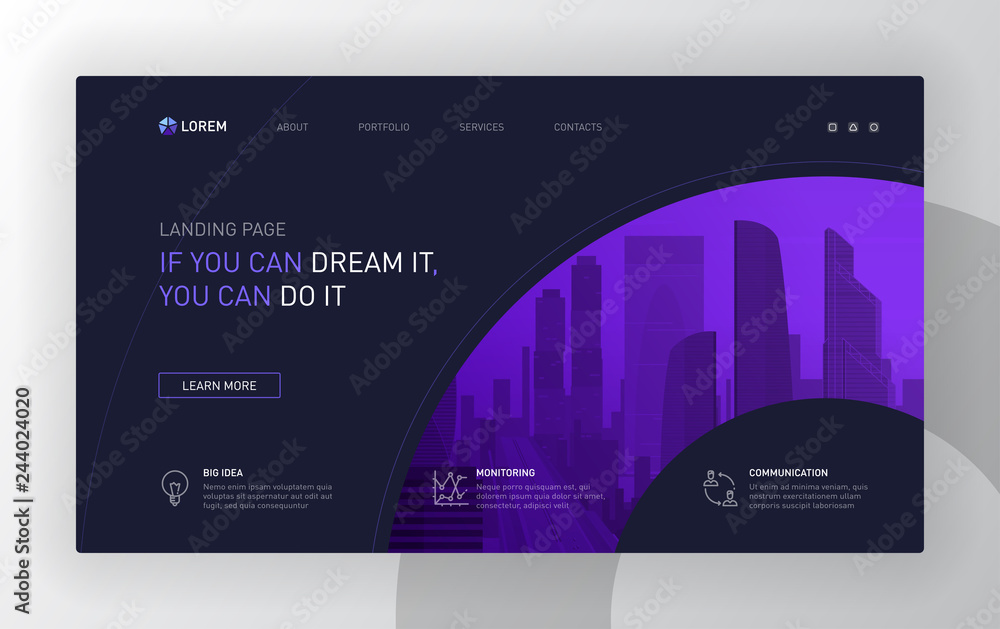 LOREM
ABOUT
PORTFOLIO
SERVICES
CONTACTS
LANDING PAGE
IF YOU CAN DREAM IT,
YOU CAN DO IT
LEARN MORE
BIG IDEA
Nemo enim ipsam voluptatem quia
voluptas sit aspernatur aut odit aut
fugit, sed quia consequuntur
MONITORING
Neque porro quisquam est, qui
dolorem ipsum quia dolor sit amet,
consectetur, adipisci velit
COMMUNICATION
Ut enim ad minima veniam, quis
nostrum exercitationem ullam
corporis suscipit laboriosam
Adobe Stock | #244024020
Adobe Stock